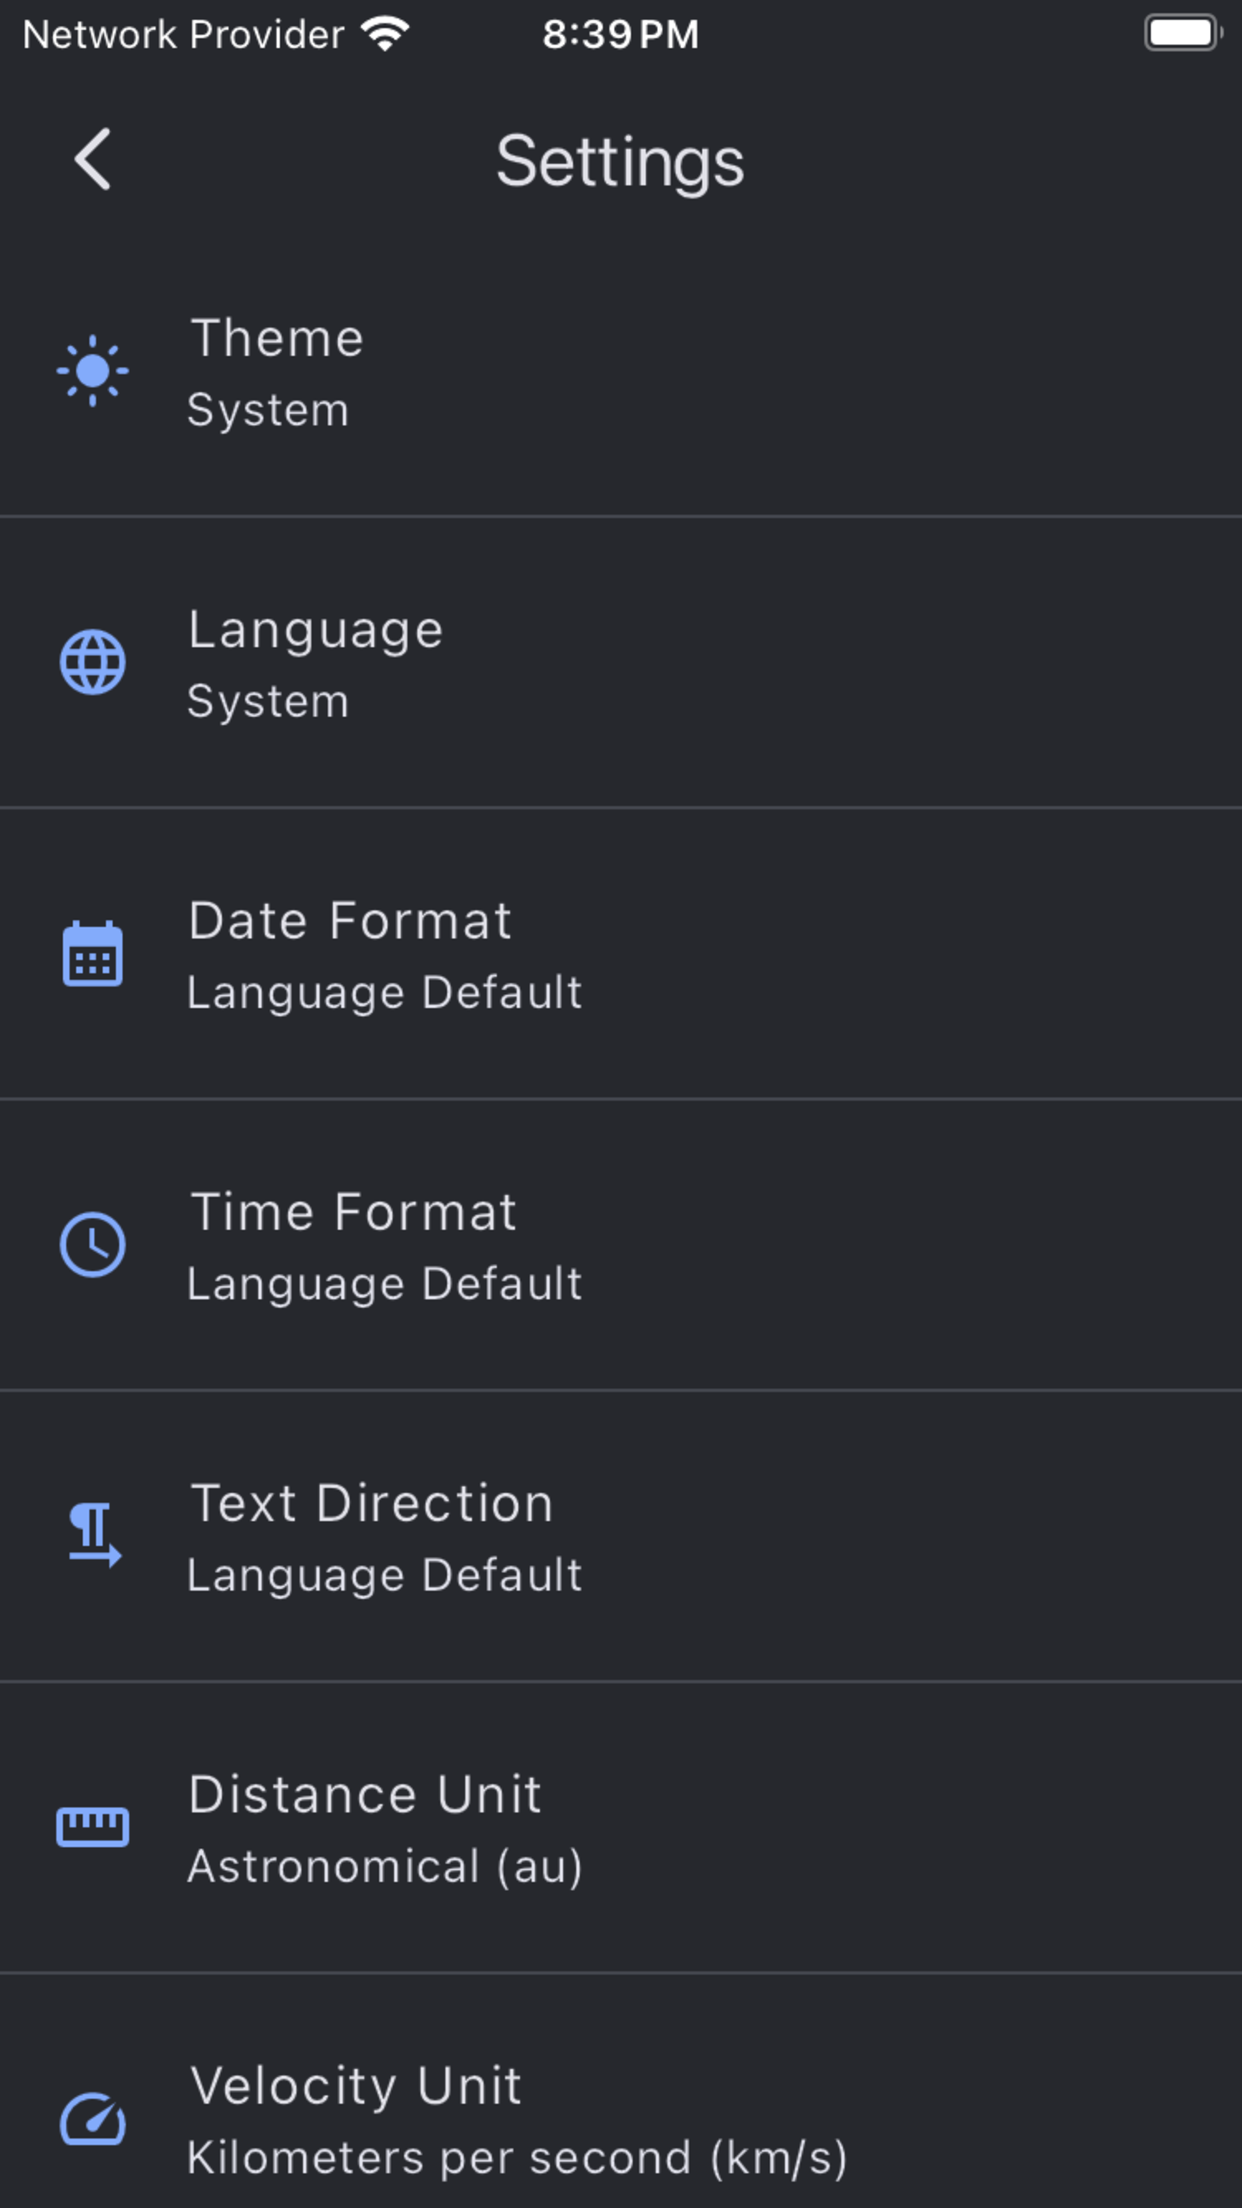 Network Provider 8:39 PM
Settings
Theme
System
Language
System
Date Format
Language Default
Time Format
Language Default
Text Direction
Language Default
Distance Unit
Astronomical (au)
Velocity Unit
Kilometers per second (km/s)